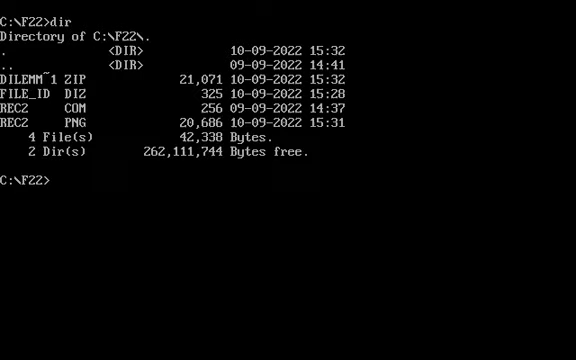 C:\F22>dir
Directory of C:\F22\.
. <DIR> 10-09-2022 15:32
.. <DIR> 09-09-2022 14:41
DILEMM~1 ZIP 21,071 10-09-2022 15:32
FILE_ID DIZ 325 10-09-2022 15:28
REC2 COM 256 09-09-2022 14:37
REC2 PNG 20,686 10-09-2022 15:31
4 File(s) 42,338 Bytes.
2 Dir(s) 262,111,744 Bytes free.
C:\F22>